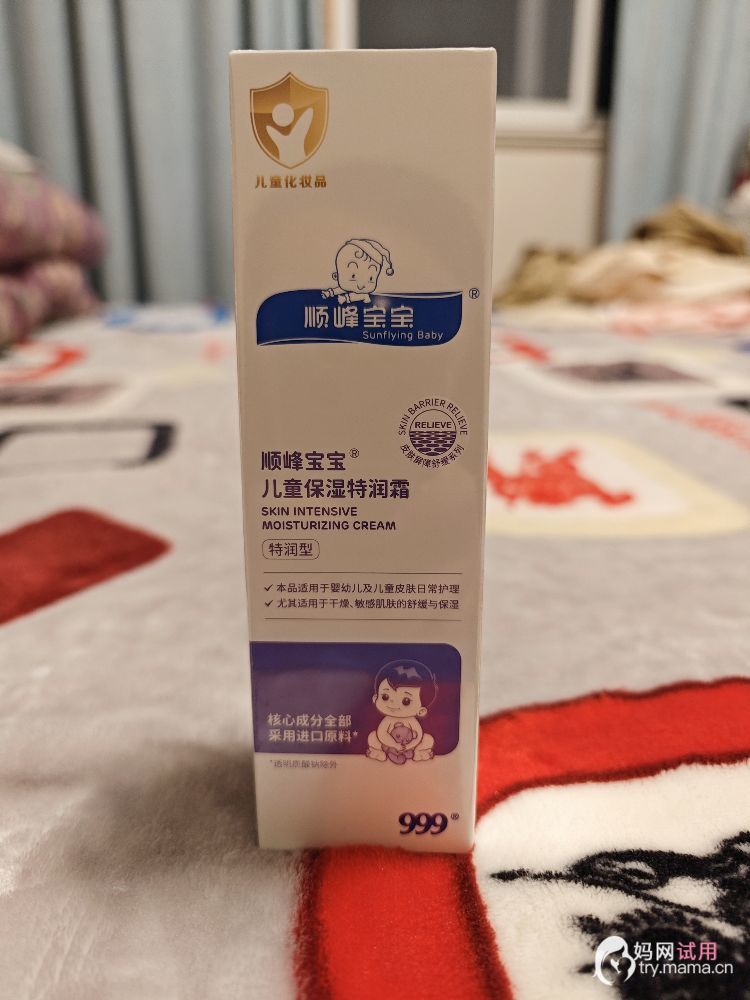 儿童化妆品
顺峰宝宝®
Sunflying Baby
SKIN BARRIER RELIEVE
RELIEVE
皮肤屏障舒缓系列
顺峰宝宝®
儿童保湿特润霜
SKIN INTENSIVE
MOISTURIZING CREAM
特润型
✓ 本品适用于婴幼儿及儿童皮肤日常护理
✓ 尤其适用于干燥、敏感肌肤的舒缓与保湿
核心成分全部
采用进口原料*
*透明质酸钠除外
999®
妈网试用
try.mama.cn